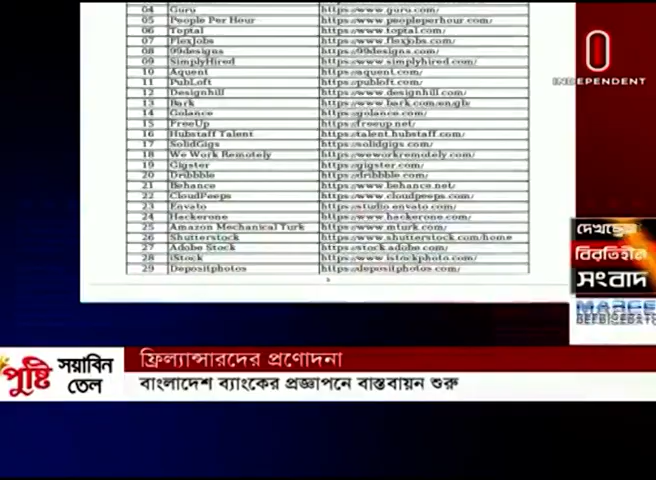 04 Guru https://www.guru.com/
05 People Per Hour https://www.peopleperhour.com/
06 Toptal https://www.toptal.com/
07 FlexJobs https://www.flexjobs.com/
08 99designs https://99designs.com/
09 SimplyHired https://www.simplyhired.com/
10 Aquent https://aquent.com/
11 PubLoft https://publoft.com/
12 Designhill https://www.designhill.com/
13 Bark https://www.bark.com/en/gb/
14 Golance https://golance.com/
15 FreeUp https://freeup.net/
16 Hubstaff Talent https://talent.hubstaff.com/
17 SolidGigs https://solidgigs.com/
18 We Work Remotely https://weworkremotely.com/
19 Gigster https://gigster.com/
20 Dribbble https://dribbble.com/
21 Behance https://www.behance.net/
22 CloudPeeps https://www.cloudpeeps.com/
23 Envato https://studio.envato.com/
24 Hackerone https://www.hackerone.com/
25 Amazon Mechanical Turk https://www.mturk.com/
26 Shutterstock https://www.shutterstock.com/home
27 Adobe Stock https://stock.adobe.com/
28 iStock https://www.istockphoto.com/
29 Depositphotos https://depositphotos.com/
INDEPENDENT
দেখছেন
বিরতিহীন
সংবাদ
পুষ্টি
সয়াবিন
তেল
ফ্রিল্যান্সারদের প্রণোদনা
বাংলাদেশ ব্যাংকের প্রজ্ঞাপনে বাস্তবায়ন শুরু